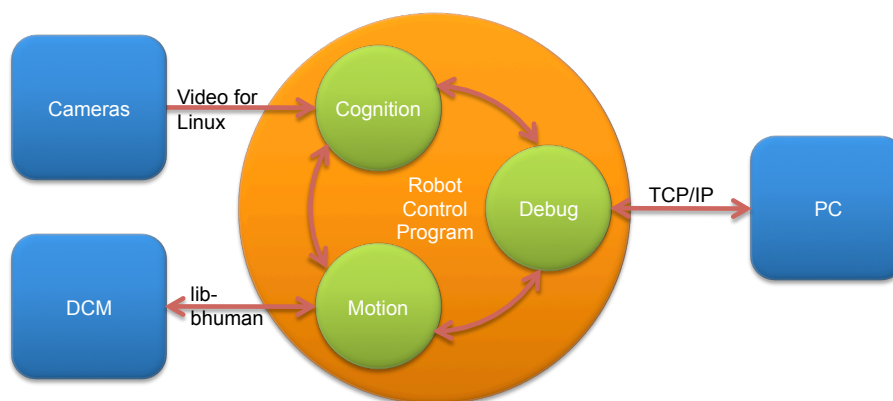 Cameras
Video for
Linux
Cognition
Robot
Control
Program
Debug
TCP/IP
PC
DCM
lib-
bhuman
Motion